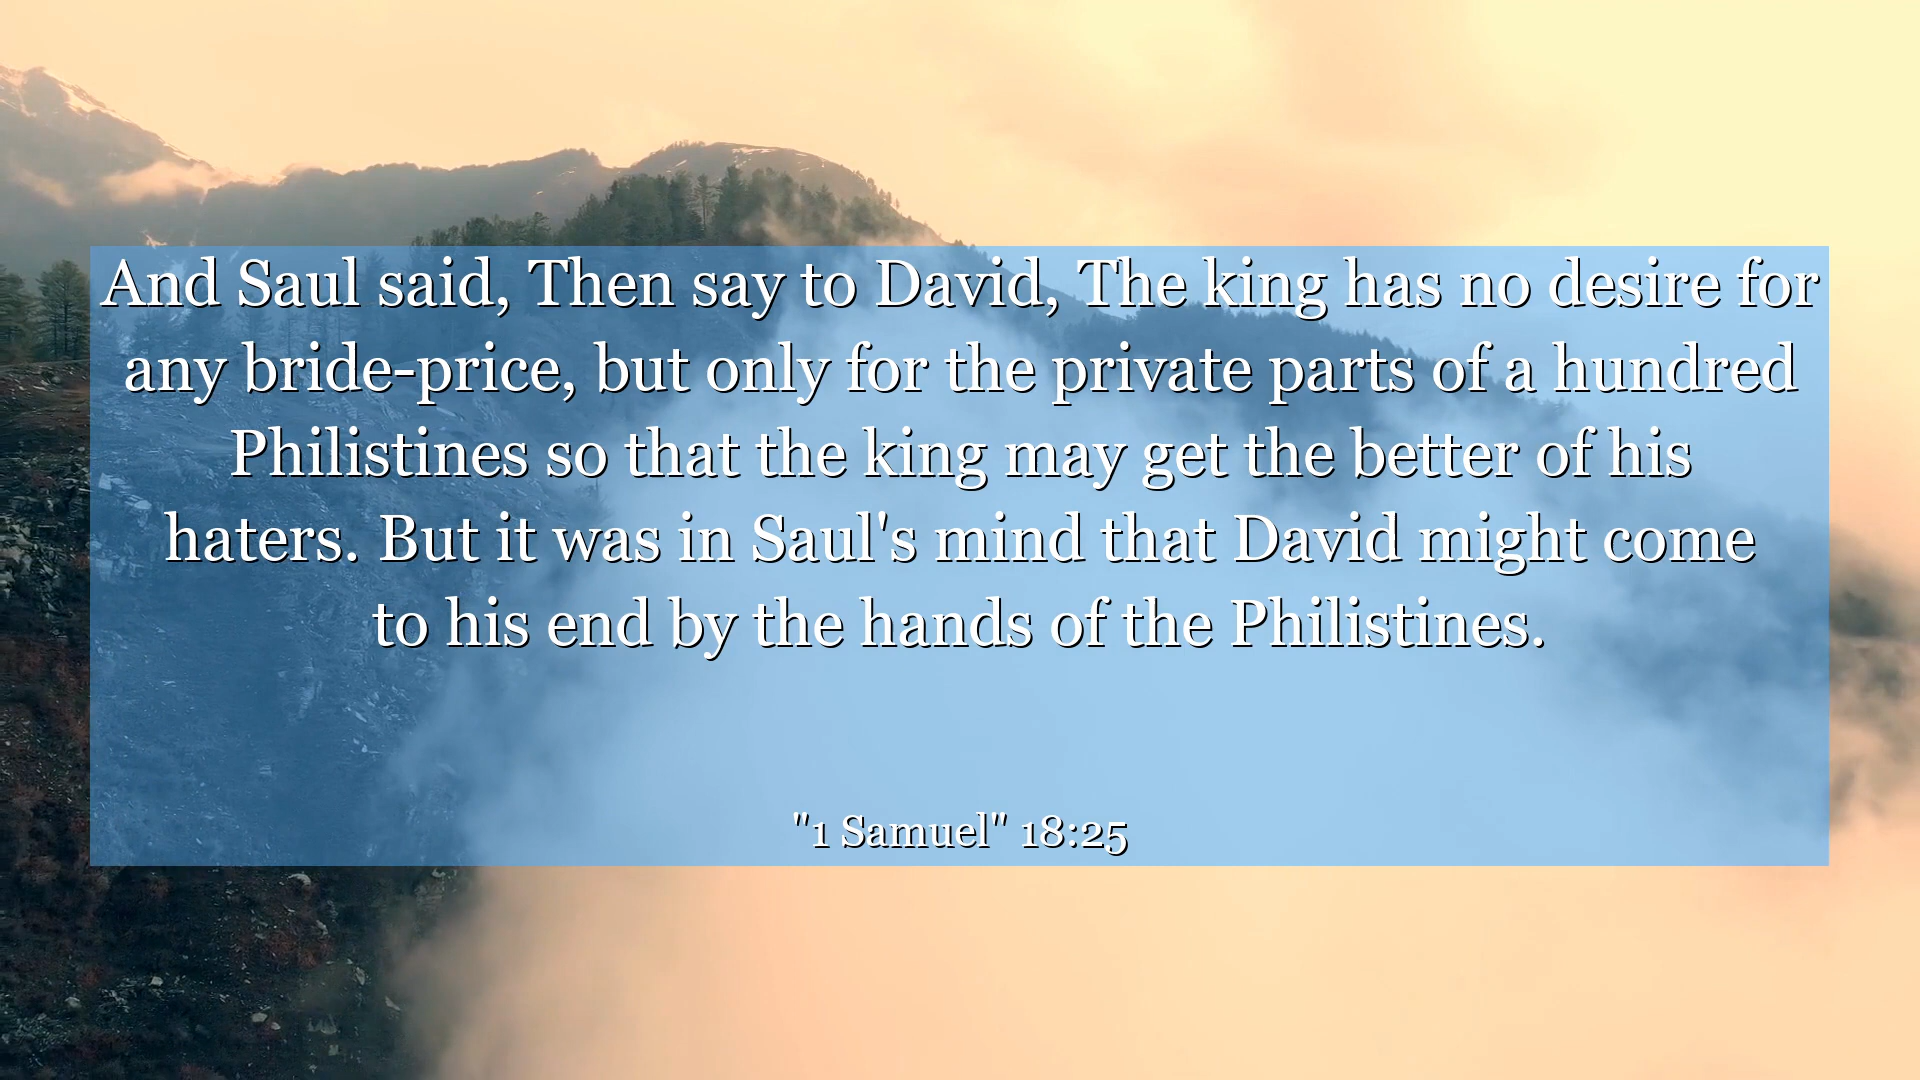 And Saul said, Then say to David, The king has no desire for
any bride-price, but only for the private parts of a hundred
Philistines so that the king may get the better of his
haters. But it was in Saul's mind that David might come
to his end by the hands of the Philistines.
"1 Samuel" 18:25